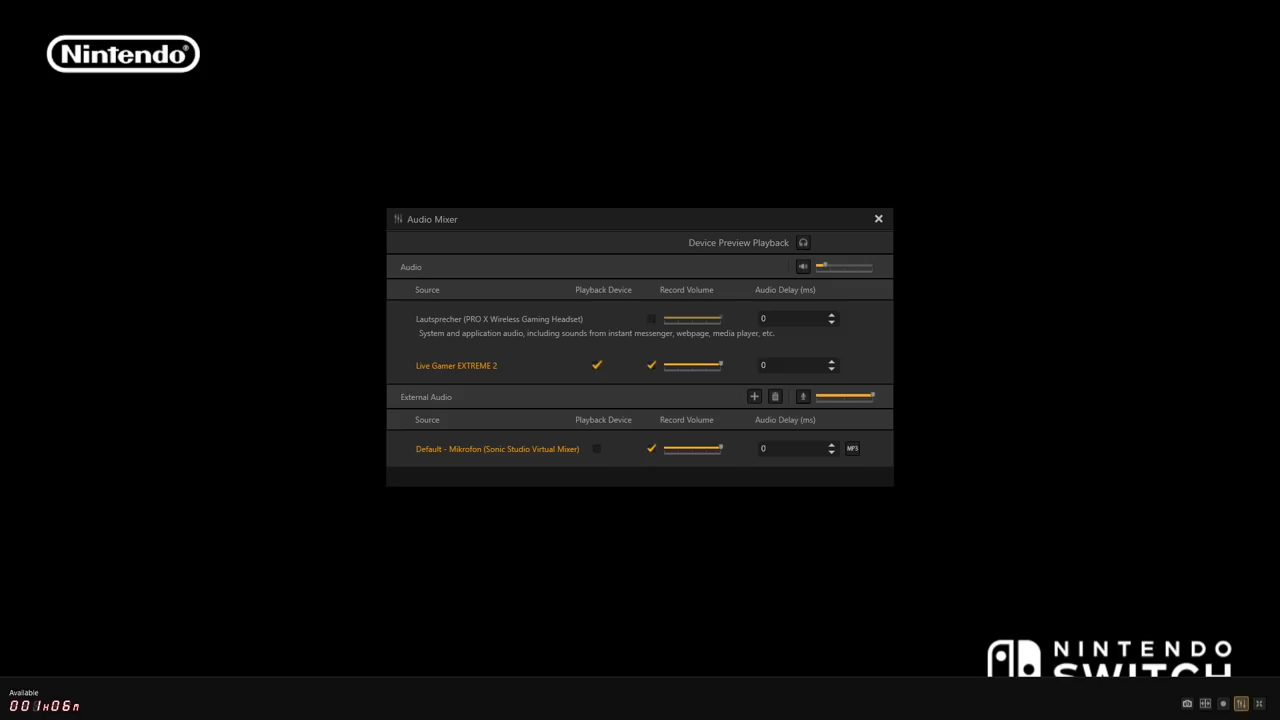 Nintendo®
Audio Mixer
Device Preview Playback
Audio
Source Playback Device Record Volume Audio Delay (ms)
Lautsprecher (PRO X Wireless Gaming Headset) 0
System and application audio, including sounds from instant messenger, webpage, media player, etc.
Live Gamer EXTREME 2 0
External Audio
Source Playback Device Record Volume Audio Delay (ms)
Default - Mikrofon (Sonic Studio Virtual Mixer) 0 MP3
NINTENDO
SWITCH
Available
001H06m